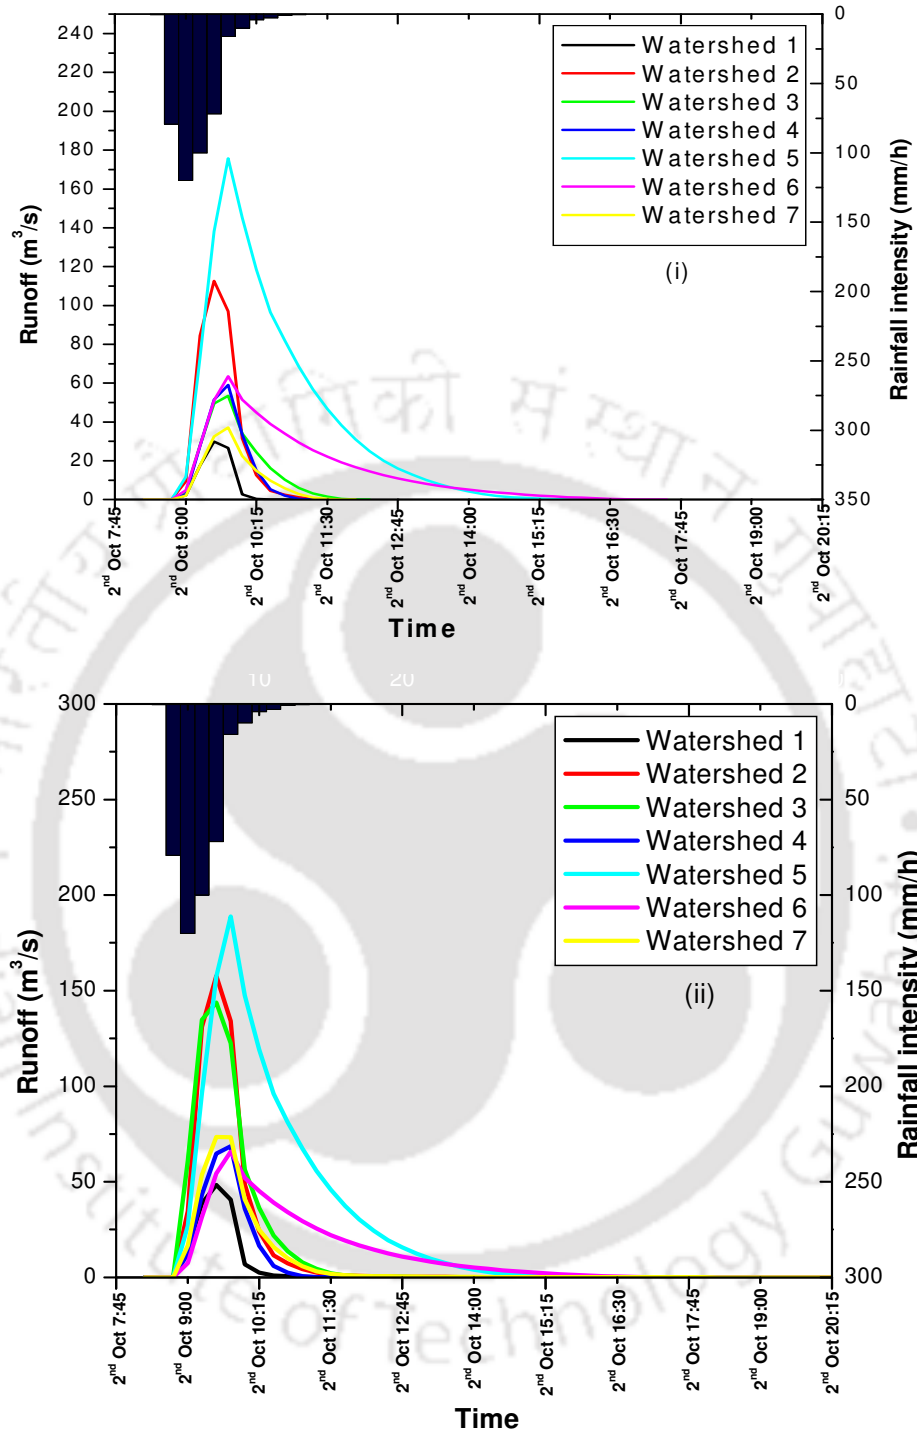 240
220
200
180
160
140
120
100
80
60
40
20
0
Runoff (m³/s)
0
50
100
150
200
250
300
350
Rainfall intensity (mm/h)
Watershed 1
Watershed 2
Watershed 3
Watershed 4
Watershed 5
Watershed 6
Watershed 7
(i)
2nd Oct 7:45
2nd Oct 9:00
2nd Oct 10:15
2nd Oct 11:30
2nd Oct 12:45
2nd Oct 14:00
2nd Oct 15:15
2nd Oct 16:30
2nd Oct 17:45
2nd Oct 19:00
2nd Oct 20:15
Time
10
20
300
250
200
150
100
50
0
Runoff (m³/s)
0
50
100
150
200
250
300
Rainfall intensity (mm/h)
Watershed 1
Watershed 2
Watershed 3
Watershed 4
Watershed 5
Watershed 6
Watershed 7
(ii)
2nd Oct 7:45
2nd Oct 9:00
2nd Oct 10:15
2nd Oct 11:30
2nd Oct 12:45
2nd Oct 14:00
2nd Oct 15:15
2nd Oct 16:30
2nd Oct 17:45
2nd Oct 19:00
2nd Oct 20:15
Time
Institute of Technology Guwahati